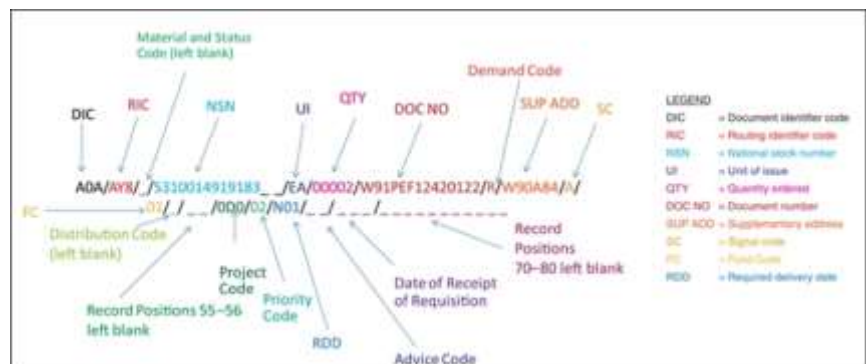 Material and Status
Code (left blank)
Demand Code
DIC
RIC
NSN
UI
QTY
DOC NO
SUP ADD
SC
A0A/AY8/_/5310014919183_ _/EA/00002/W91PEF12420122/R/W90A84/A/
/_/_ _/0D0/02/N01/_ _/_ _ _/_ _ _ _ _ _ _ _ _ _ _
FC
Distribution Code
(left blank)
Record Positions 55–56
left blank
Project
Code
Priority
Code
RDD
Advice Code
Date of Receipt
of Requisition
Record
Positions
70–80 left blank
LEGEND
DIC = Document identifier code
RIC = Routing identifier code
NSN = National stock number
UI = Unit of issue
QTY = Quantity entered
DOC NO = Document number
SUP ADD = Supplementary address
SC = Signal code
FC = Fund Code
RDD = Required delivery date